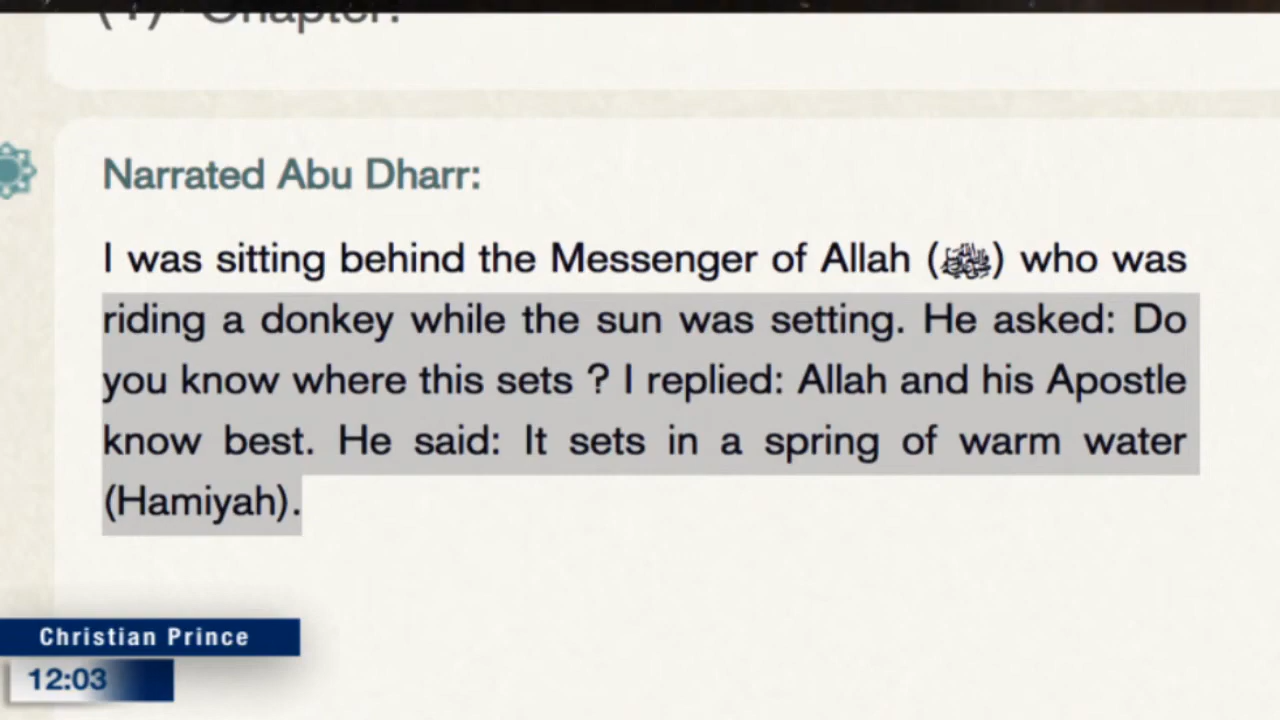 (1) Chapter:
Narrated Abu Dharr:
I was sitting behind the Messenger of Allah (ﷺ) who was
riding a donkey while the sun was setting. He asked: Do
you know where this sets ? I replied: Allah and his Apostle
know best. He said: It sets in a spring of warm water
(Hamiyah).
Christian Prince
12:03